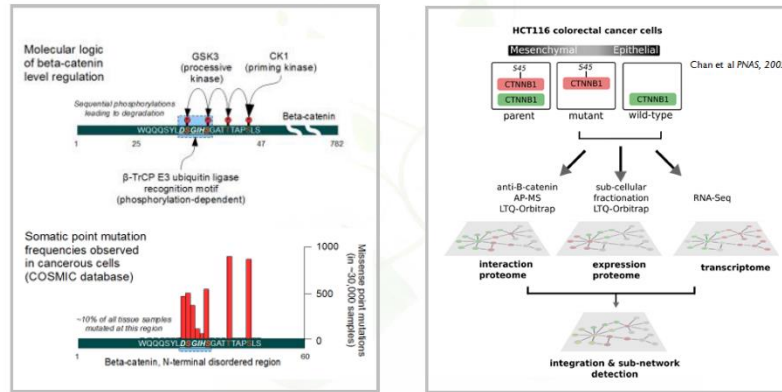 Molecular logic
of beta-catenin
level regulation
GSK3
(processive
kinase)
CK1
(priming kinase)
Sequential phosphorylations
leading to degradation
Beta-catenin
WQQQSYLDSGIHSGATTTAPSLS
1
25
47
782
β-TrCP E3 ubiquitin ligase
recognition motif
(phosphorylation-dependent)
Somatic point mutation
frequencies observed
in cancerous cells
(COSMIC database)
1000
500
0
Missense point mutations
(in ~30,000 samples)
~10% of all tissue samples
mutated at this region
WQQQSYLDSGIHSGATTTAPSLS
1
60
Beta-catenin, N-terminal disordered region
HCT116 colorectal cancer cells
Mesenchymal
Epithelial
Chan et al PNAS,
S45
CTNNB1
CTNNB1
parent
S45
CTNNB1
mutant
CTNNB1
wild-type
anti-B-catenin
AP-MS
LTQ-Orbitrap
sub-cellular
fractionation
LTQ-Orbitrap
RNA-Seq
interaction
proteome
expression
proteome
transcriptome
integration & sub-network
detection